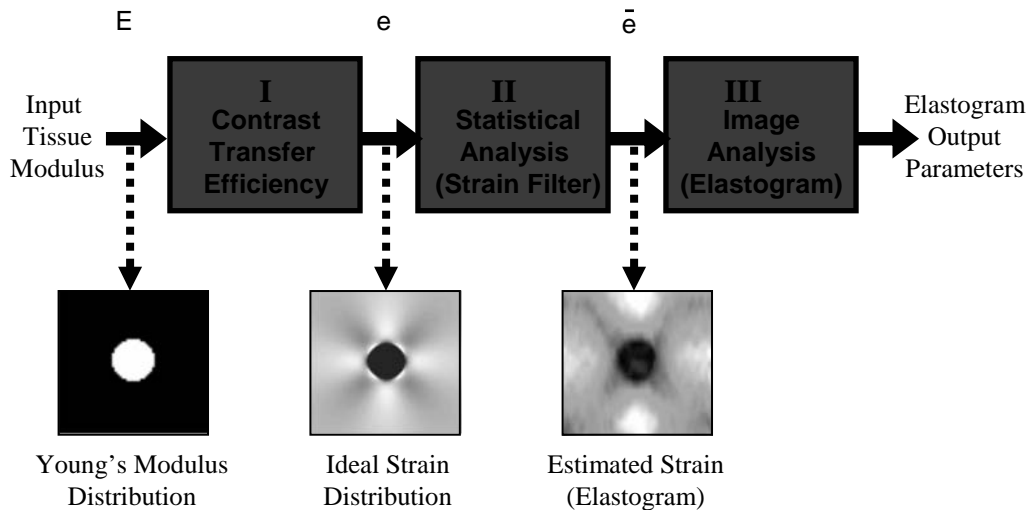 E
e
ē
Input
Tissue
Modulus
I
Contrast
Transfer
Efficiency
II
Statistical
Analysis
(Strain Filter)
III
Image
Analysis
(Elastogram)
Elastogram
Output
Parameters
Young's Modulus
Distribution
Ideal Strain
Distribution
Estimated Strain
(Elastogram)